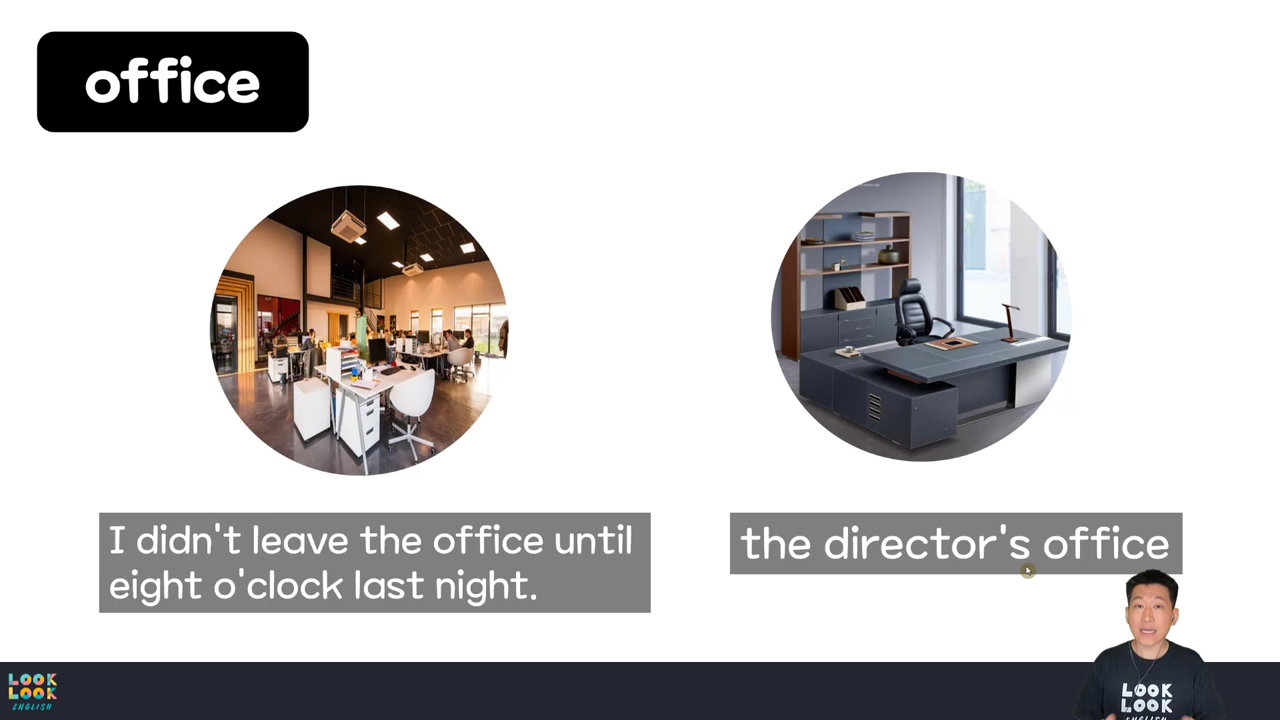 office
I didn't leave the office until
eight o'clock last night.
the director's office
LOOK
LOOK
ENGLISH
LOOK
LOOK